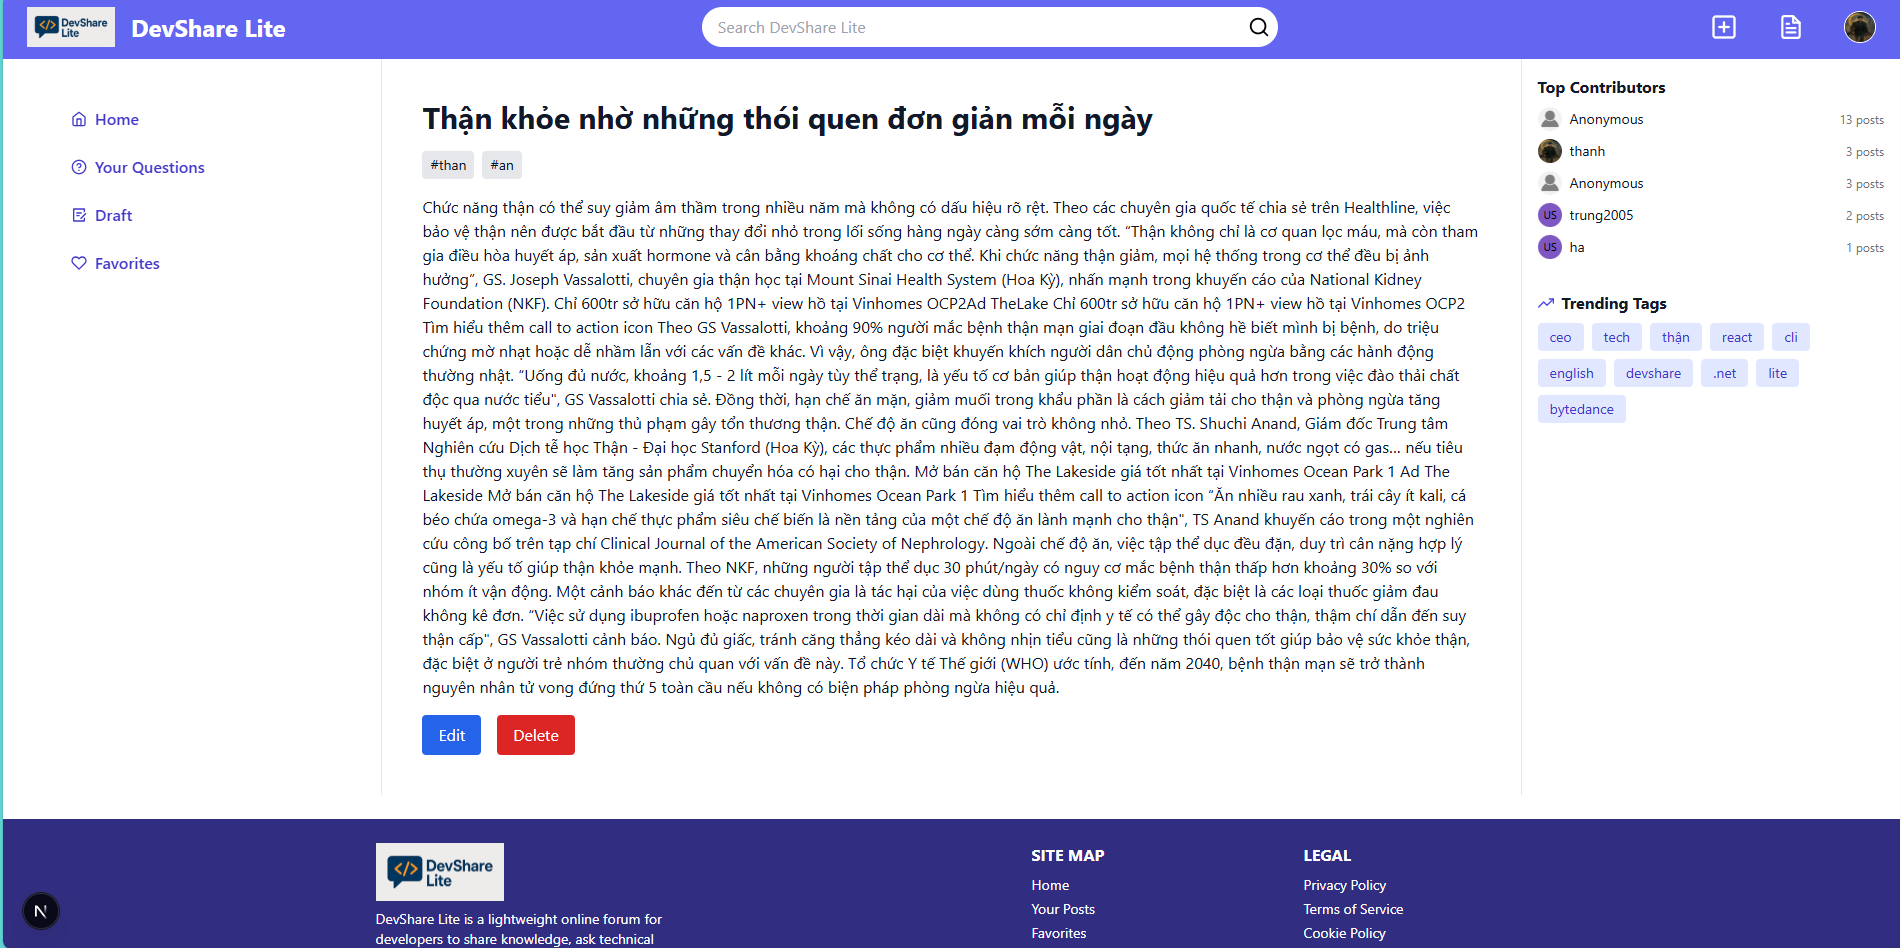 DevShare Lite
DevShare Lite
Search DevShare Lite
Home
Your Questions
Draft
Favorites
Thận khỏe nhờ những thói quen đơn giản mỗi ngày
#than #an
Chức năng thận có thể suy giảm âm thầm trong nhiều năm mà không có dấu hiệu rõ rệt. Theo các chuyên gia quốc tế chia sẻ trên Healthline, việc
bảo vệ thận nên được bắt đầu từ những thay đổi nhỏ trong lối sống hàng ngày càng sớm càng tốt. “Thận không chỉ là cơ quan lọc máu, mà còn tham
gia điều hòa huyết áp, sản xuất hormone và cân bằng khoáng chất cho cơ thể. Khi chức năng thận giảm, mọi hệ thống trong cơ thể đều bị ảnh
hưởng”, GS. Joseph Vassalotti, chuyên gia thận học tại Mount Sinai Health System (Hoa Kỳ), nhấn mạnh trong khuyến cáo của National Kidney
Foundation (NKF). Chỉ 600tr sở hữu căn hộ 1PN+ view hồ tại Vinhomes OCP2Ad TheLake Chỉ 600tr sở hữu căn hộ 1PN+ view hồ tại Vinhomes OCP2
Tìm hiểu thêm call to action icon Theo GS Vassalotti, khoảng 90% người mắc bệnh thận mạn giai đoạn đầu không hề biết mình bị bệnh, do triệu
chứng mờ nhạt hoặc dễ nhầm lẫn với các vấn đề khác. Vì vậy, ông đặc biệt khuyến khích người dân chủ động phòng ngừa bằng các hành động
thường nhật. “Uống đủ nước, khoảng 1,5 - 2 lít mỗi ngày tùy thể trạng, là yếu tố cơ bản giúp thận hoạt động hiệu quả hơn trong việc đào thải chất
độc qua nước tiểu", GS Vassalotti chia sẻ. Đồng thời, hạn chế ăn mặn, giảm muối trong khẩu phần là cách giảm tải cho thận và phòng ngừa tăng
huyết áp, một trong những thủ phạm gây tổn thương thận. Chế độ ăn cũng đóng vai trò không nhỏ. Theo TS. Shuchi Anand, Giám đốc Trung tâm
Nghiên cứu Dịch tễ học Thận - Đại học Stanford (Hoa Kỳ), các thực phẩm nhiều đạm động vật, nội tạng, thức ăn nhanh, nước ngọt có gas... nếu tiêu
thụ thường xuyên sẽ làm tăng sản phẩm chuyển hóa có hại cho thận. Mở bán căn hộ The Lakeside giá tốt nhất tại Vinhomes Ocean Park 1 Ad The
Lakeside Mở bán căn hộ The Lakeside giá tốt nhất tại Vinhomes Ocean Park 1 Tìm hiểu thêm call to action icon “Ăn nhiều rau xanh, trái cây ít kali, cá
béo chứa omega-3 và hạn chế thực phẩm siêu chế biến là nền tảng của một chế độ ăn lành mạnh cho thận", TS Anand khuyến cáo trong một nghiên
cứu công bố trên tạp chí Clinical Journal of the American Society of Nephrology. Ngoài chế độ ăn, việc tập thể dục đều đặn, duy trì cân nặng hợp lý
cũng là yếu tố giúp thận khỏe mạnh. Theo NKF, những người tập thể dục 30 phút/ngày có nguy cơ mắc bệnh thận thấp hơn khoảng 30% so với
nhóm ít vận động. Một cảnh báo khác đến từ các chuyên gia là tác hại của việc dùng thuốc không kiểm soát, đặc biệt là các loại thuốc giảm đau
không kê đơn. “Việc sử dụng ibuprofen hoặc naproxen trong thời gian dài mà không có chỉ định y tế có thể gây độc cho thận, thậm chí dẫn đến suy
thận cấp", GS Vassalotti cảnh báo. Ngủ đủ giấc, tránh căng thẳng kéo dài và không nhịn tiểu cũng là những thói quen tốt giúp bảo vệ sức khỏe thận,
đặc biệt ở người trẻ nhóm thường chủ quan với vấn đề này. Tổ chức Y tế Thế giới (WHO) ước tính, đến năm 2040, bệnh thận mạn sẽ trở thành
nguyên nhân tử vong đứng thứ 5 toàn cầu nếu không có biện pháp phòng ngừa hiệu quả.
Edit Delete
Top Contributors
Anonymous 13 posts
thanh 3 posts
Anonymous 3 posts
US trung2005 2 posts
US ha 1 posts
Trending Tags
ceo tech thận react cli
english devshare .net lite
bytedance
DevShare Lite
DevShare Lite is a lightweight online forum for
developers to share knowledge, ask technical
SITE MAP
Home
Your Posts
Favorites
LEGAL
Privacy Policy
Terms of Service
Cookie Policy
N